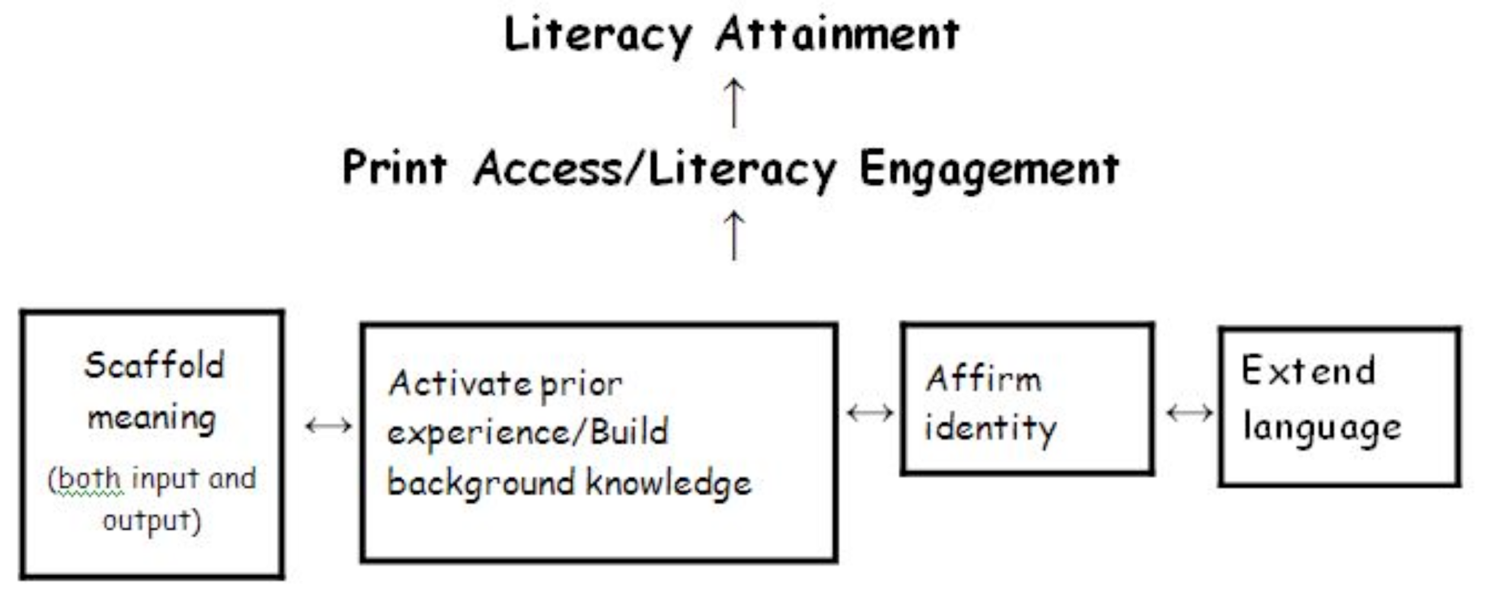 Literacy Attainment
↑
Print Access/Literacy Engagement
↑
Scaffold
meaning
(both input and
output)
↔
Activate prior
experience/Build
background knowledge
↔
Affirm
identity
↔
Extend
language